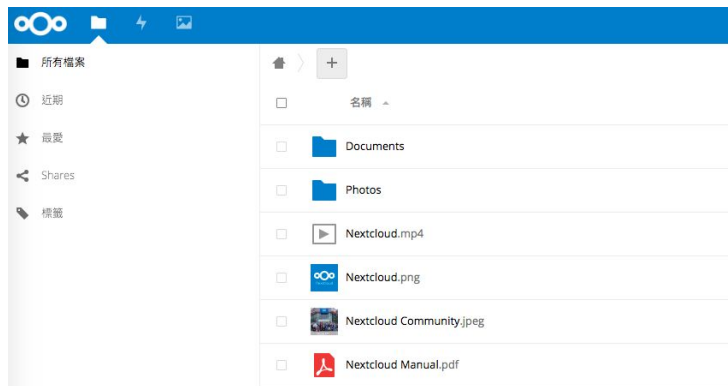 所有檔案
近期
最愛
Shares
標籤
名稱
Documents
Photos
Nextcloud.mp4
Nextcloud.png
Nextcloud Community.jpeg
Nextcloud Manual.pdf